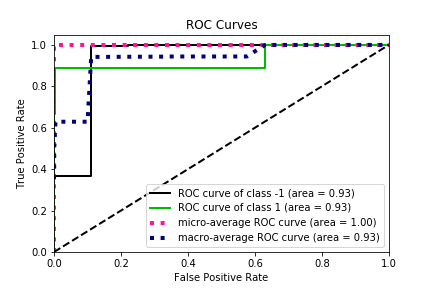 ROC Curves
True Positive Rate
1.0
0.8
0.6
0.4
0.2
0.0
ROC curve of class -1 (area = 0.93)
ROC curve of class 1 (area = 0.93)
micro-average ROC curve (area = 1.00)
macro-average ROC curve (area = 0.93)
0.0 0.2 0.4 0.6 0.8 1.0
False Positive Rate